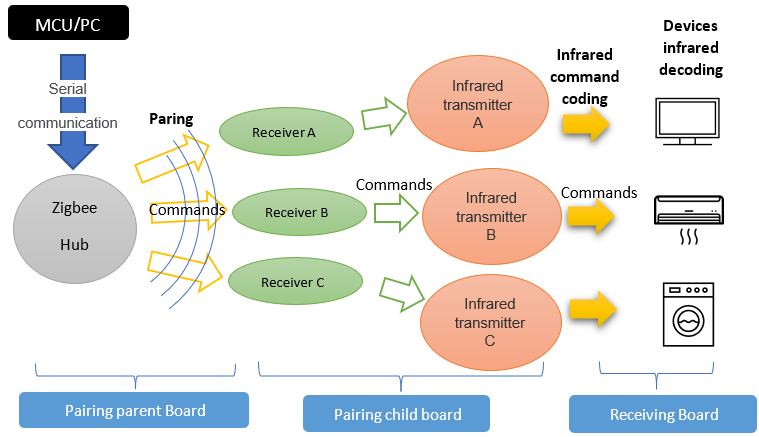 MCU/PC
Serial
communication
Paring
Infrared
command
coding
Devices
infrared
decoding
Receiver A
Infrared
transmitter
A
Zigbee
Hub
Commands
Receiver B
Commands
Infrared
transmitter
B
Commands
Receiver C
Infrared
transmitter
C
Pairing parent Board
Pairing child board
Receiving Board